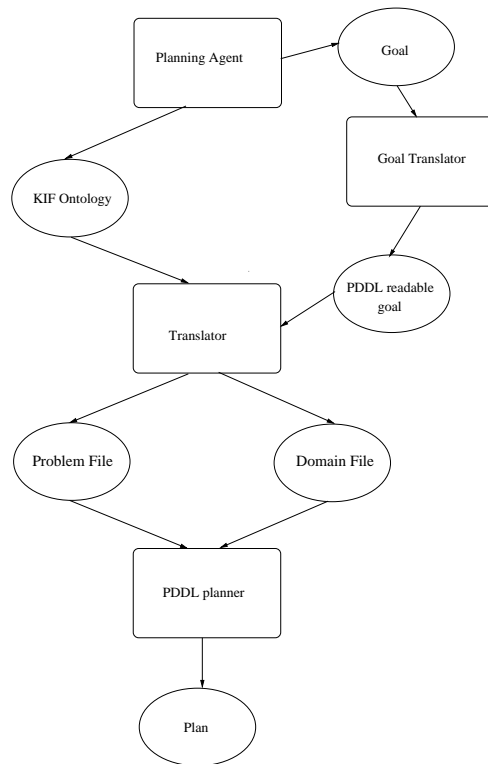 Planning Agent
Goal
Goal Translator
KIF Ontology
PDDL readable
goal
Translator
Problem File
Domain File
PDDL planner
Plan